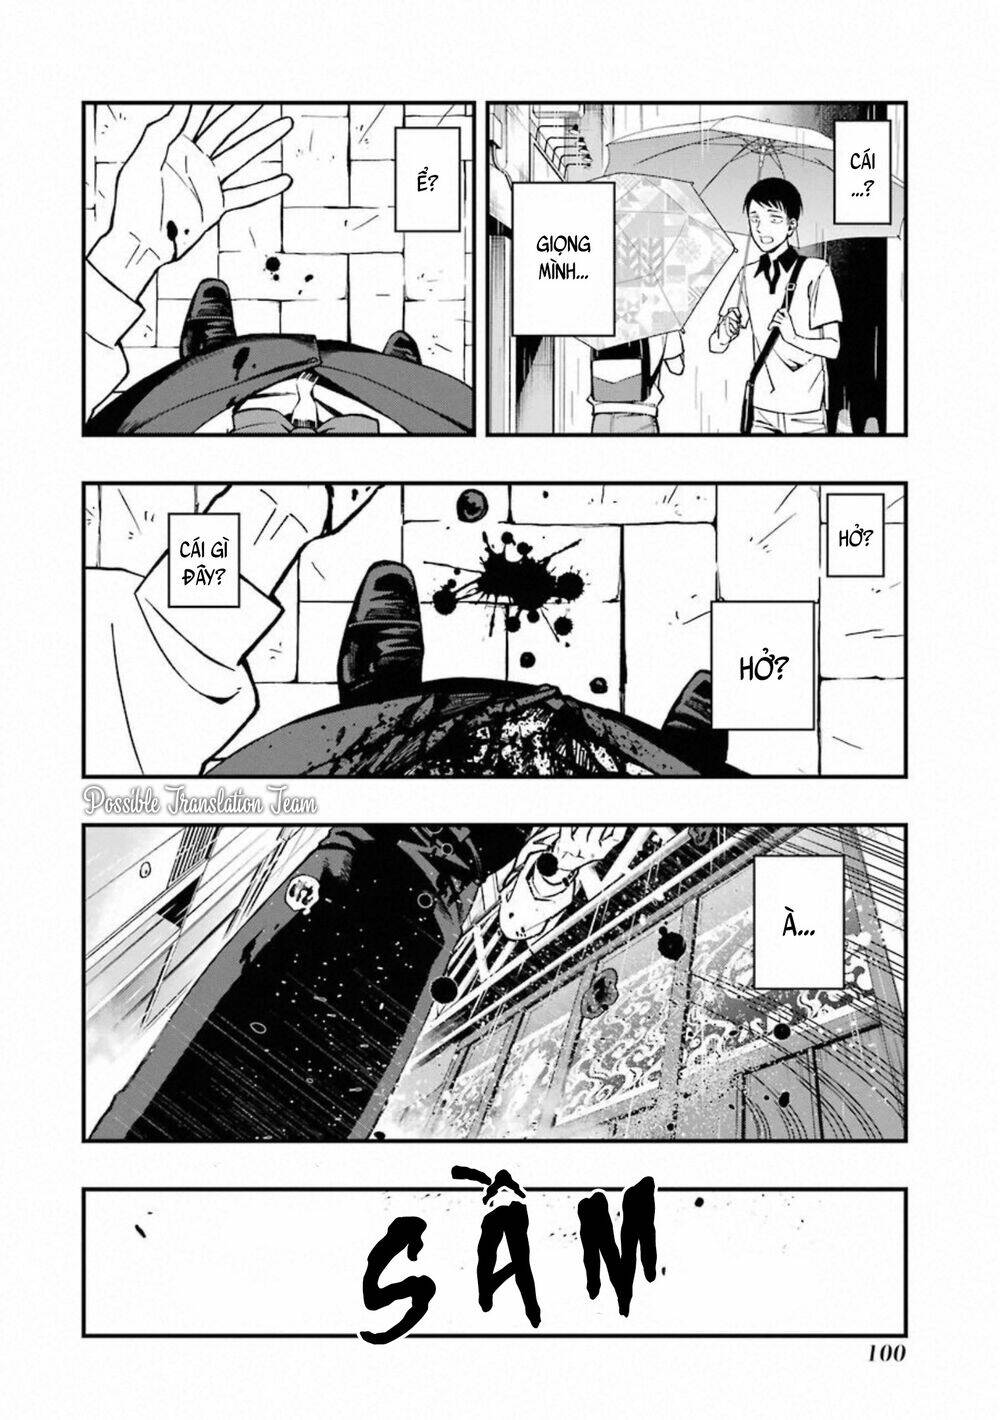 CÁI
...?
GIỌNG
MÌNH...
Ể?
HỞ?
HỞ?
CÁI GÌ
ĐÂY?
Possible Translation Team
À...
SẦM
100